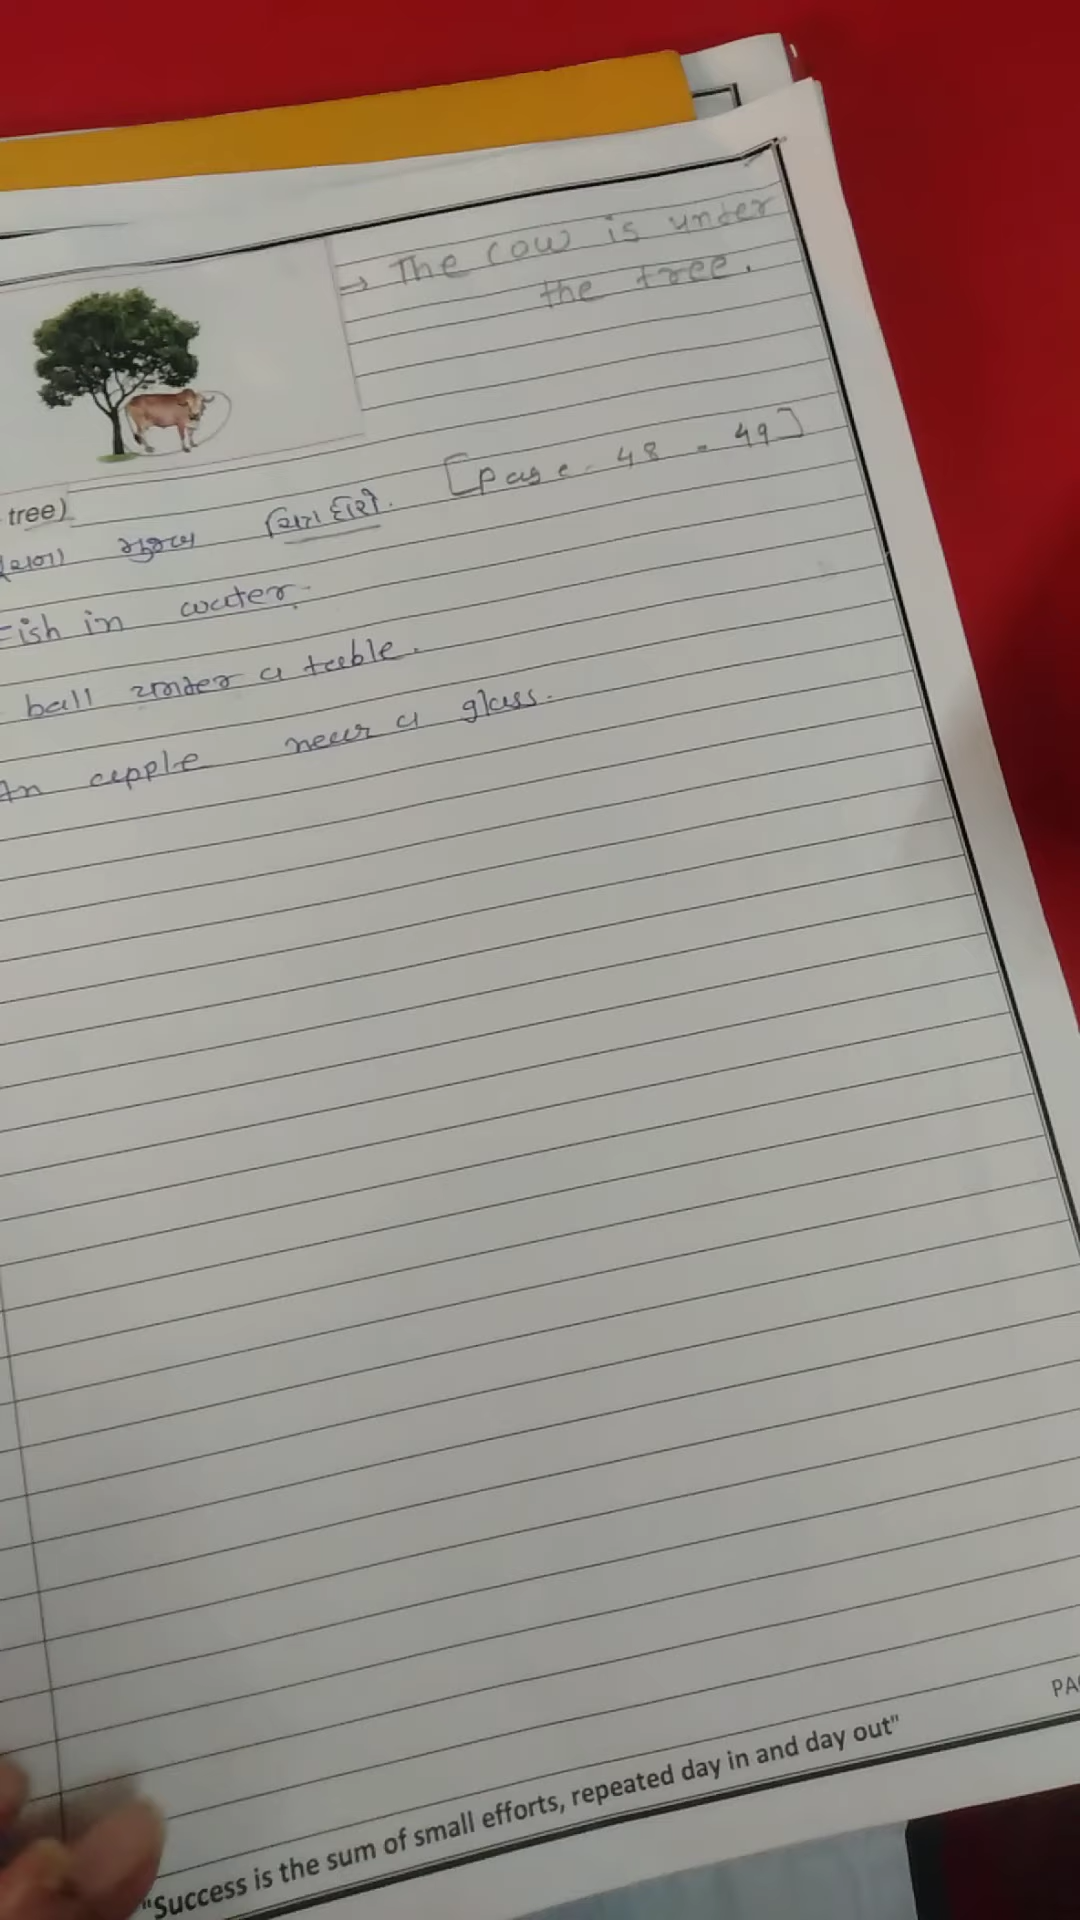 → The cow is under
the tree.
tree)
મુજબ ચિત્ર દોરો. [Page - 48 - 49]
Fish in water.
ball under a table.
An apple near a glass.
"Success is the sum of small efforts, repeated day in and day out"